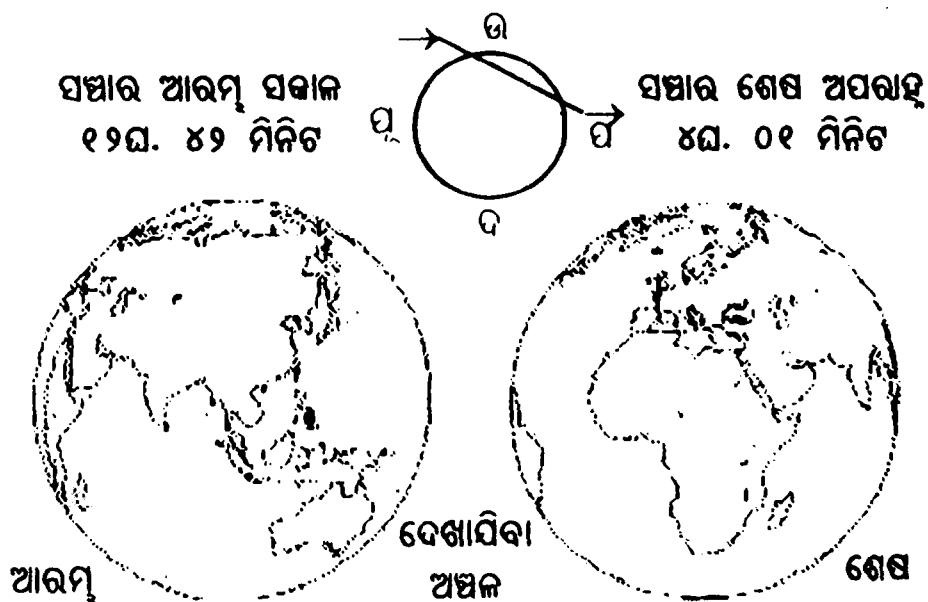 ଉ
ସଞ୍ଚାର ଆରମ୍ଭ ସକାଳ
୧୨ଘ. ୪୨ ମିନିଟ
ପୂ
ପ
ସଞ୍ଚାର ଶେଷ ଅପରାହ୍ନ
୪ଘ. ୦୧ ମିନିଟ
ଦ
ଆରମ୍ଭ
ଦେଖାଯିବା
ଅଞ୍ଚଳ
ଶେଷ